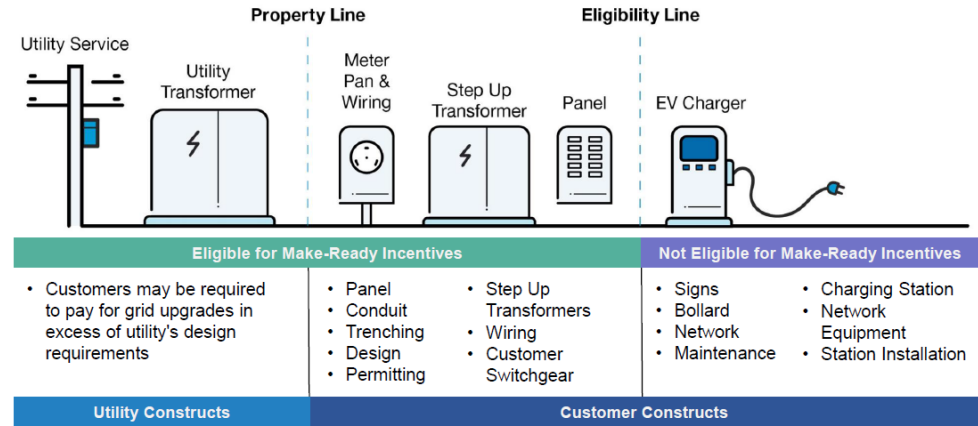 Property Line
Eligibility Line
Utility Service
Utility
Transformer
Meter
Pan &
Wiring
Step Up
Transformer
Panel
EV Charger
Eligible for Make-Ready Incentives
Not Eligible for Make-Ready Incentives
• Customers may be required
to pay for grid upgrades in
excess of utility's design
requirements
• Panel
• Conduit
• Trenching
• Design
• Permitting
• Step Up
Transformers
• Wiring
• Customer
Switchgear
• Signs
• Bollard
• Network
• Maintenance
• Charging Station
• Network
Equipment
• Station Installation
Utility Constructs
Customer Constructs